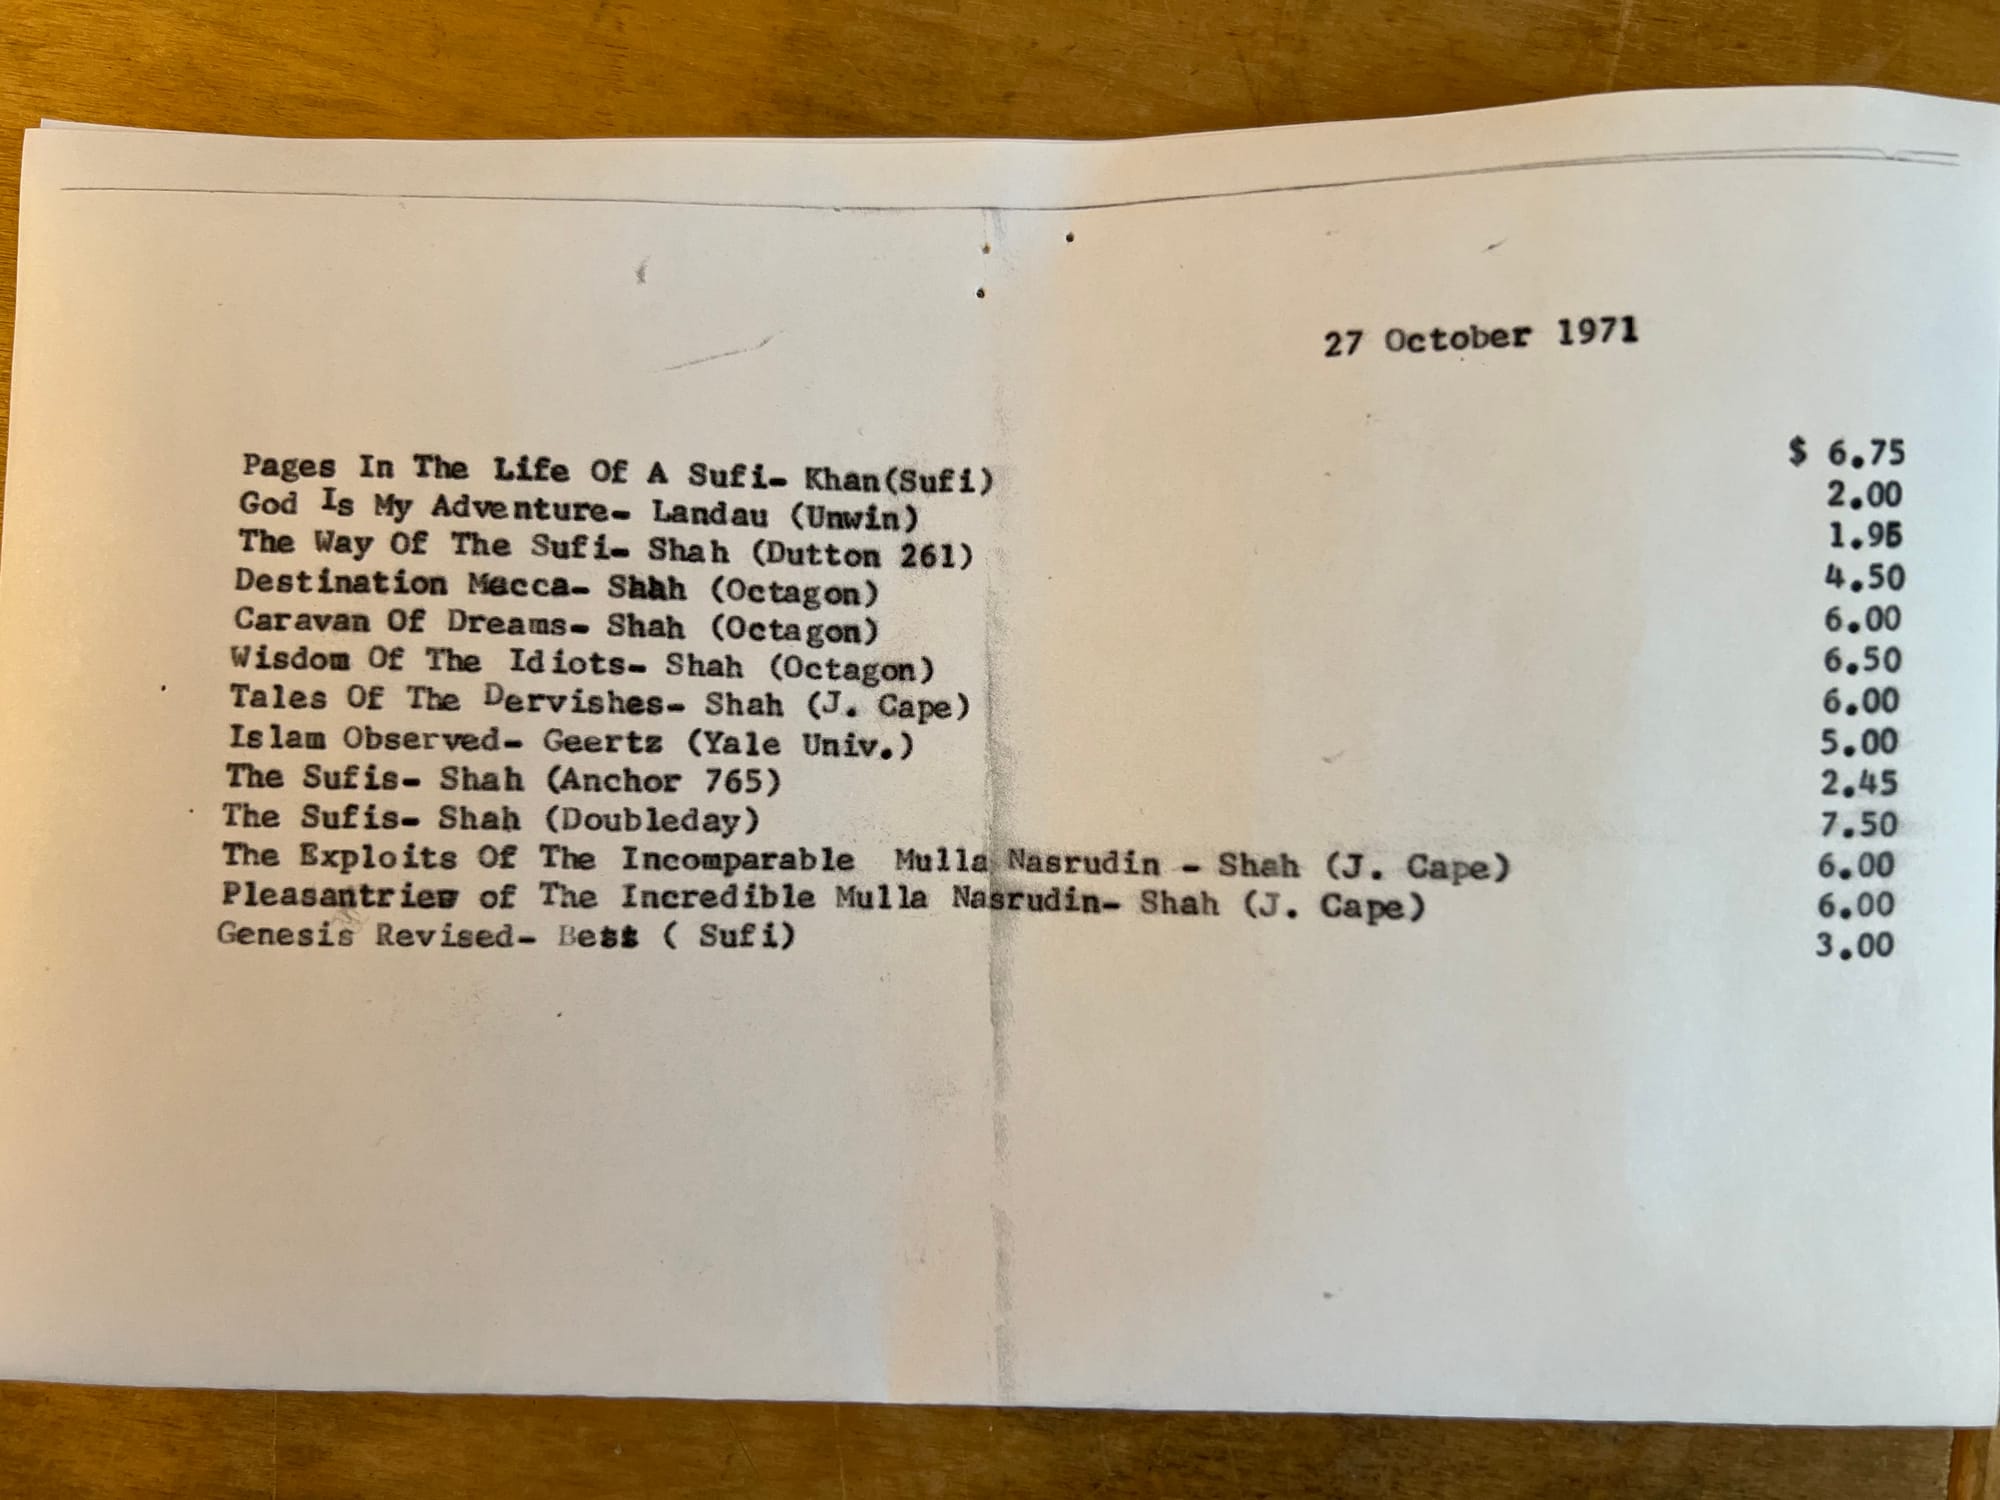 27 October 1971
Pages In The Life Of A Sufi- Khan(Sufi) $ 6.75
God Is My Adventure- Landau (Unwin) 2.00
The Way Of The Sufi- Shah (Dutton 261) 1.95
Destination Mecca- Shah (Octagon) 4.50
Caravan Of Dreams- Shah (Octagon) 6.00
Wisdom Of The Idiots- Shah (Octagon) 6.50
Tales Of The Dervishes- Shah (J. Cape) 6.00
Islam Observed- Geertz (Yale Univ.) 5.00
The Sufis- Shah (Anchor 765) 2.45
The Sufis- Shah (Doubleday) 7.50
The Exploits Of The Incomparable Mulla Nasrudin - Shah (J. Cape) 6.00
Pleasantries of The Incredible Mulla Nasrudin- Shah (J. Cape) 6.00
Genesis Revised- ( Sufi) 3.00